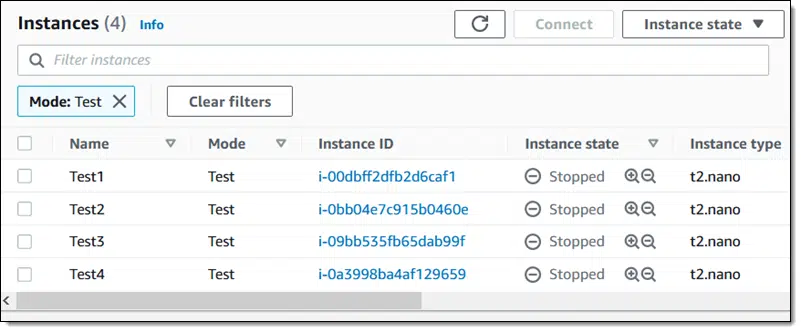 Instances (4) Info Connect Instance state
Filter instances
Mode: Test Clear filters
Name Mode Instance ID Instance state Instance type
Test1 Test i-00dbff2dfb2d6caf1 Stopped t2.nano
Test2 Test i-0bb04e7c915b0460e Stopped t2.nano
Test3 Test i-09bb535fb65dab99f Stopped t2.nano
Test4 Test i-0a3998ba4af129659 Stopped t2.nano